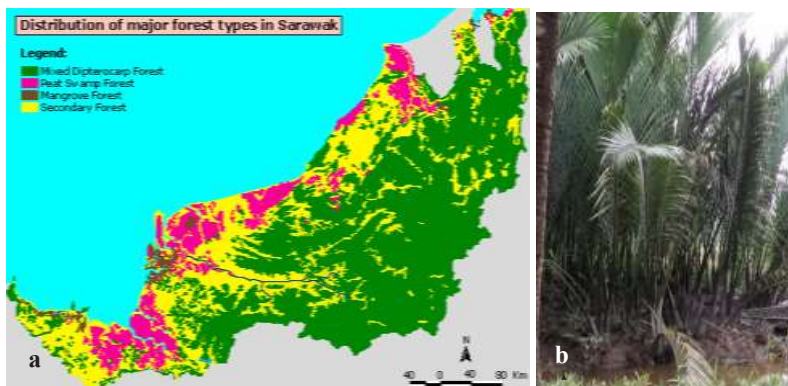 Distribution of major forest types in Sarawak
Legend:
Mixed Dipterocarp Forest
Peat Swamp Forest
Mangrove Forest
Secondary Forest
N
40 0 40 80 Km
a
b